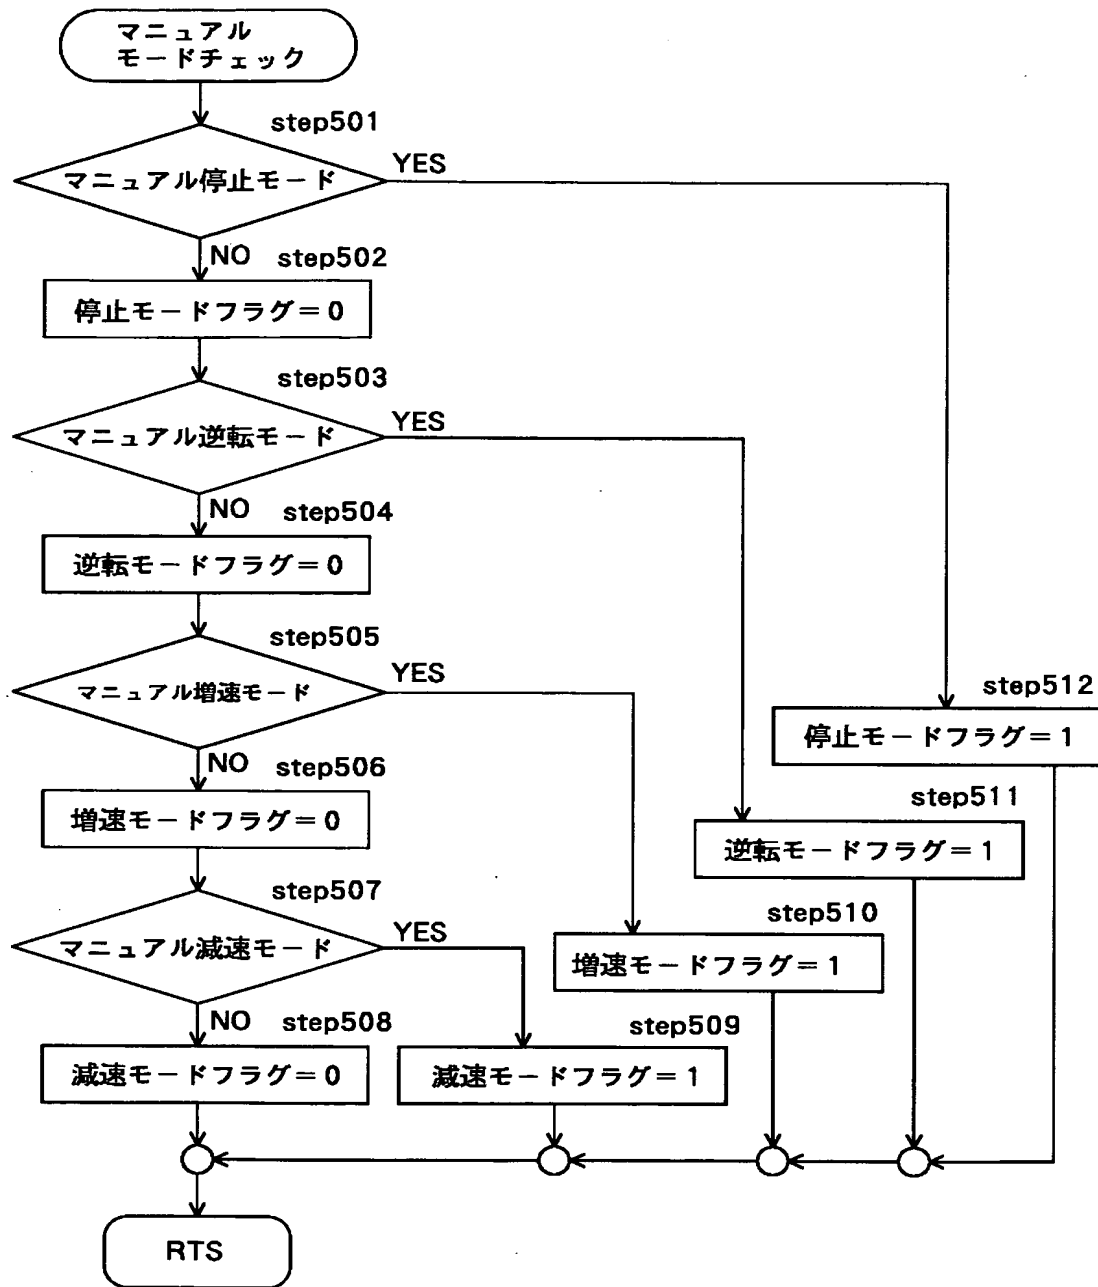 マニュアル
モードチェック
step501
マニュアル停止モード
YES
NO
step502
停止モードフラグ＝0
step503
マニュアル逆転モード
YES
NO
step504
逆転モードフラグ＝0
step505
マニュアル増速モード
YES
step512
停止モードフラグ＝1
NO
step506
増速モードフラグ＝0
step511
逆転モードフラグ＝1
step507
マニュアル減速モード
YES
step510
増速モードフラグ＝1
NO
step508
減速モードフラグ＝0
step509
減速モードフラグ＝1
RTS